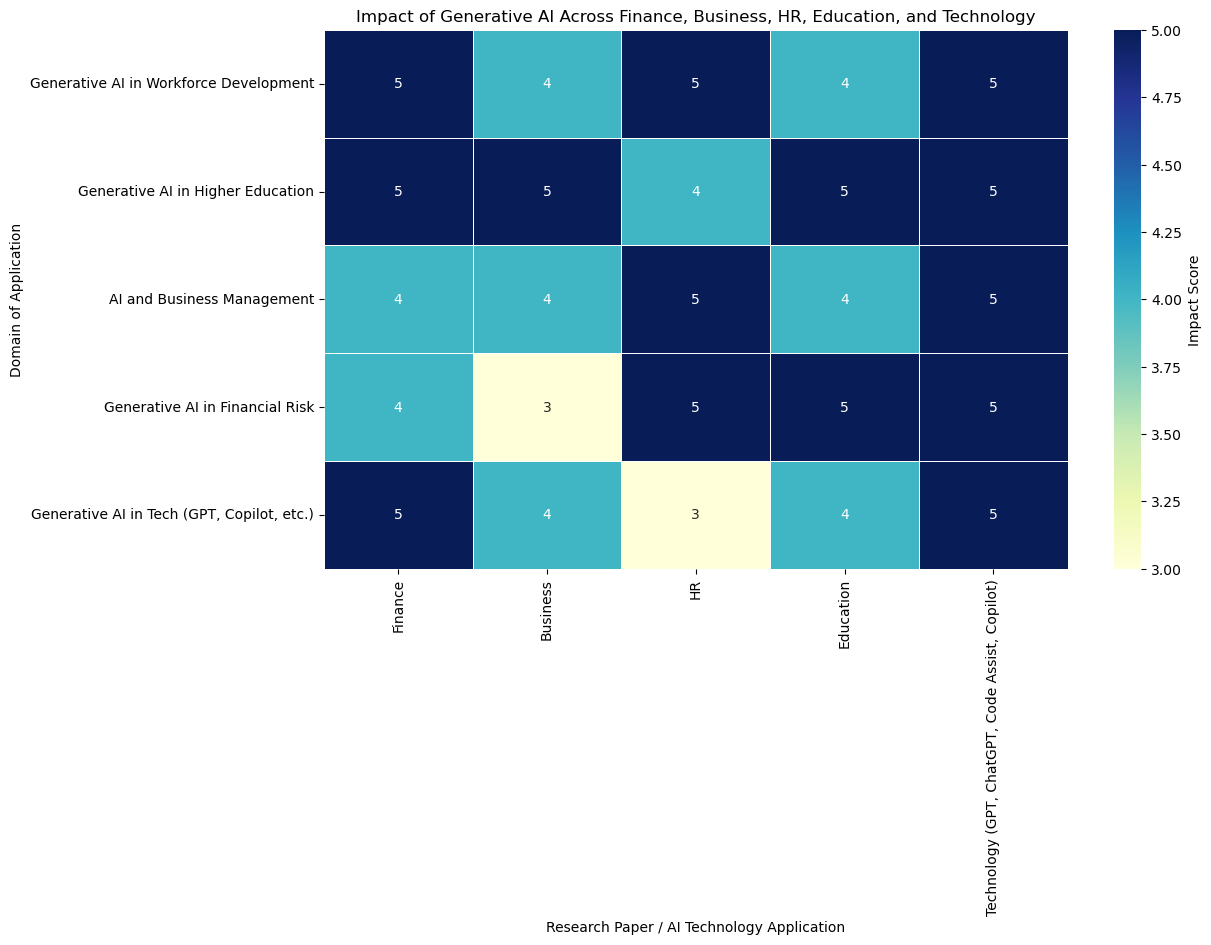 Impact of Generative AI Across Finance, Business, HR, Education, and Technology
Domain of Application
Generative AI in Workforce Development
5 4 5 4 5
Generative AI in Higher Education
5 5 4 5 5
AI and Business Management
4 4 5 4 5
Generative AI in Financial Risk
4 3 5 5 5
Generative AI in Tech (GPT, Copilot, etc.)
5 4 3 4 5
Finance
Business
HR
Education
Technology (GPT, ChatGPT, Code Assist, Copilot)
Research Paper / AI Technology Application
5.00
4.75
4.50
4.25
4.00
3.75
3.50
3.25
3.00
Impact Score